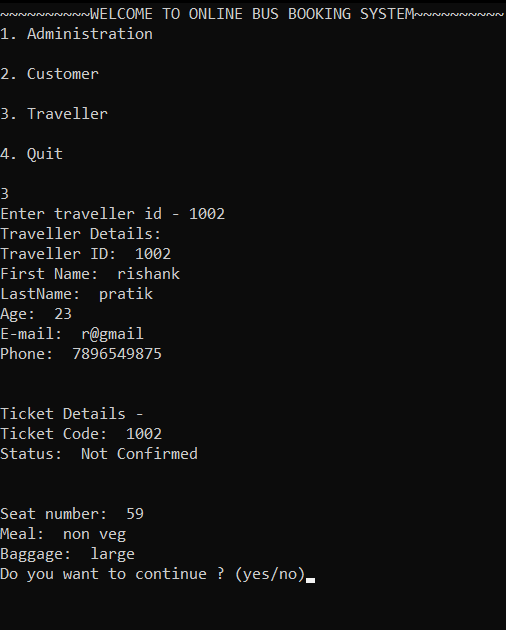 ~~~~~~~~~~WELCOME TO ONLINE BUS BOOKING SYSTEM~~~~~~~~~~
1. Administration
2. Customer
3. Traveller
4. Quit
3
Enter traveller id - 1002
Traveller Details:
Traveller ID:  1002
First Name:  rishank
LastName:  pratik
Age:  23
E-mail:  r@gmail
Phone:  7896549875
Ticket Details -
Ticket Code:  1002
Status:  Not Confirmed
Seat number:  59
Meal:  non veg
Baggage:  large
Do you want to continue ? (yes/no)